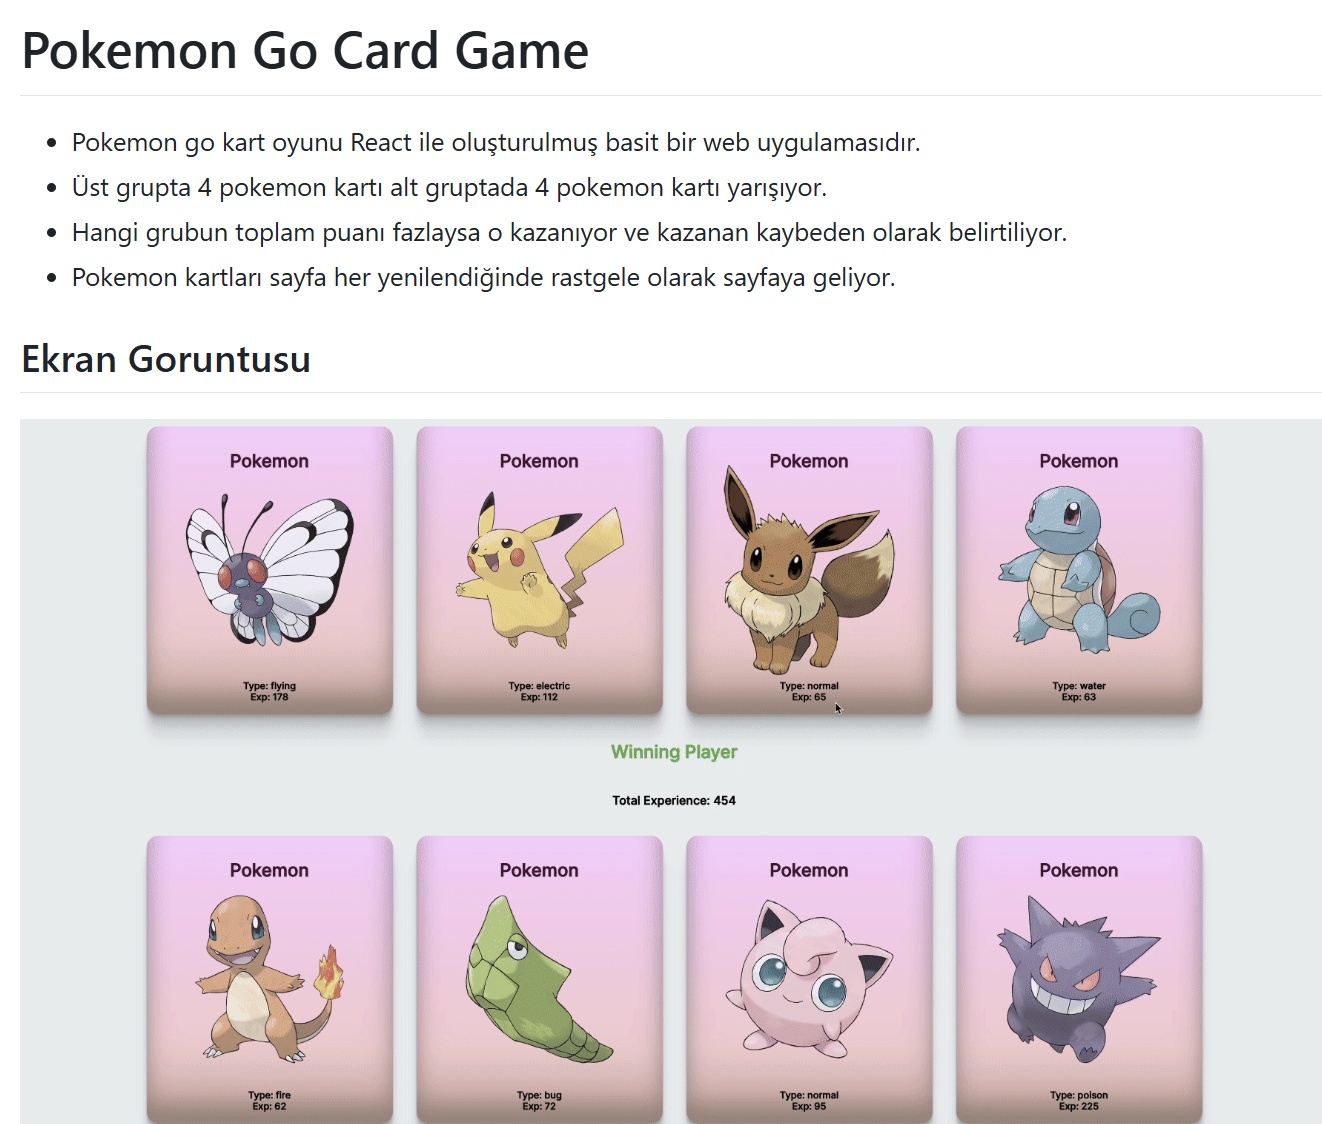 Pokemon Go Card Game
Pokemon go kart oyunu React ile oluşturulmuş basit bir web uygulamasıdır.
Üst grupta 4 pokemon kartı alt gruptada 4 pokemon kartı yarışıyor.
Hangi grubun toplam puanı fazlaysa o kazanıyor ve kazanan kaybeden olarak belirtiliyor.
Pokemon kartları sayfa her yenilendiğinde rastgele olarak sayfaya geliyor.
Ekran Goruntusu
Pokemon
Type: flying
Exp: 178
Pokemon
Type: electric
Exp: 112
Pokemon
Type: normal
Exp: 65
Pokemon
Type: water
Exp: 63
Winning Player
Total Experience: 454
Pokemon
Type: fire
Exp: 62
Pokemon
Type: bug
Exp: 72
Pokemon
Type: normal
Exp: 95
Pokemon
Type: poison
Exp: 225